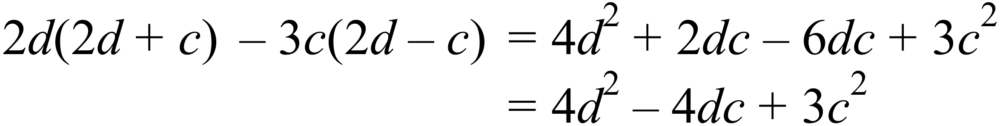 2d(2d + c) − 3c(2d − c) = 4d² + 2dc − 6dc + 3c²
= 4d² − 4dc + 3c²